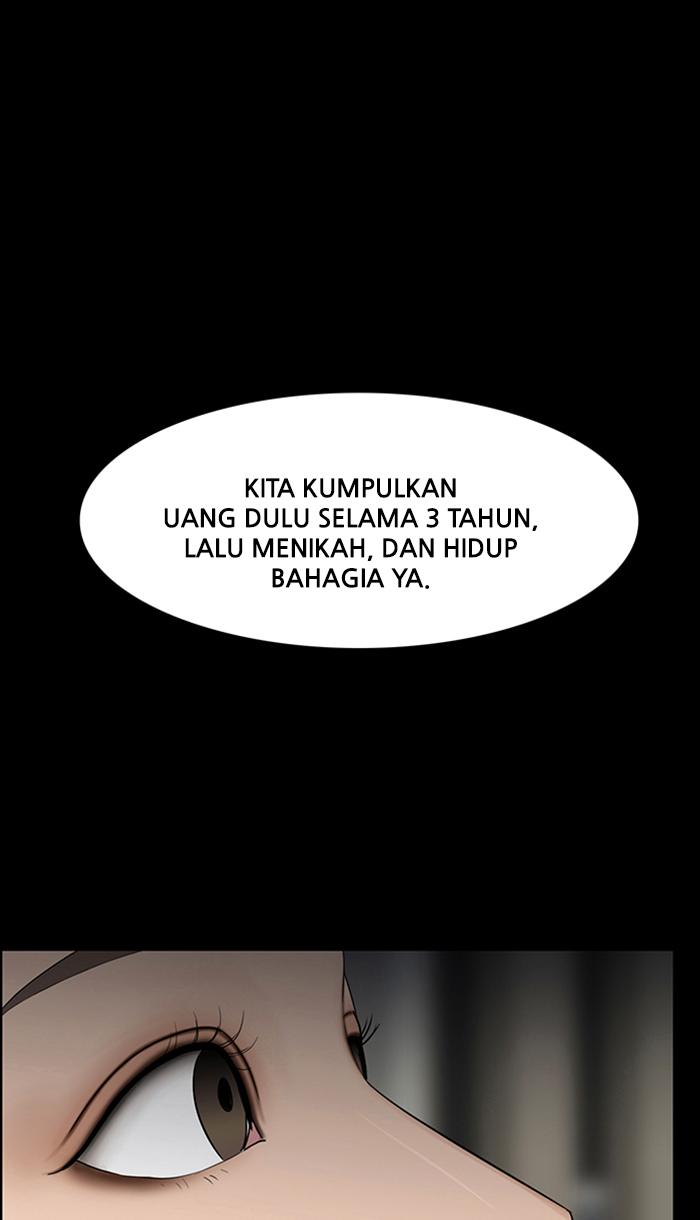 KITA KUMPULKAN
UANG DULU SELAMA 3 TAHUN,
LALU MENIKAH, DAN HIDUP
BAHAGIA YA.